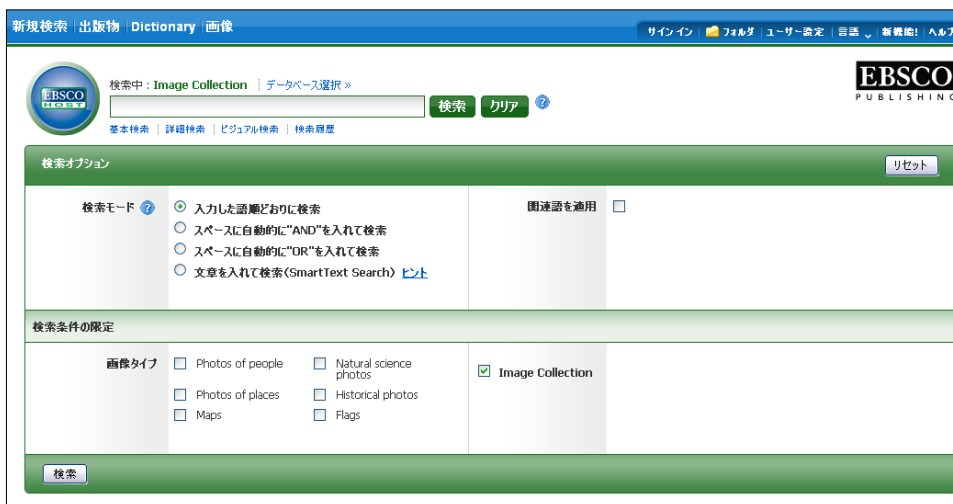 新規検索 出版物 Dictionary 画像
サインイン フォルダ ユーザー設定 言語 新機能! ヘルプ
EBSCO HOST
検索中 : Image Collection データベース選択 »
検索 クリア ?
基本検索 詳細検索 ビジュアル検索 検索履歴
EBSCO
PUBLISHING
検索オプション リセット
検索モード ? 入力した語順どおりに検索
スペースに自動的に"AND"を入れて検索
スペースに自動的に"OR"を入れて検索
文章を入れて検索(SmartText Search) ヒント
関連語を適用
検索条件の限定
画像タイプ Photos of people Natural science photos
Photos of places Historical photos
Maps Flags
Image Collection
検索